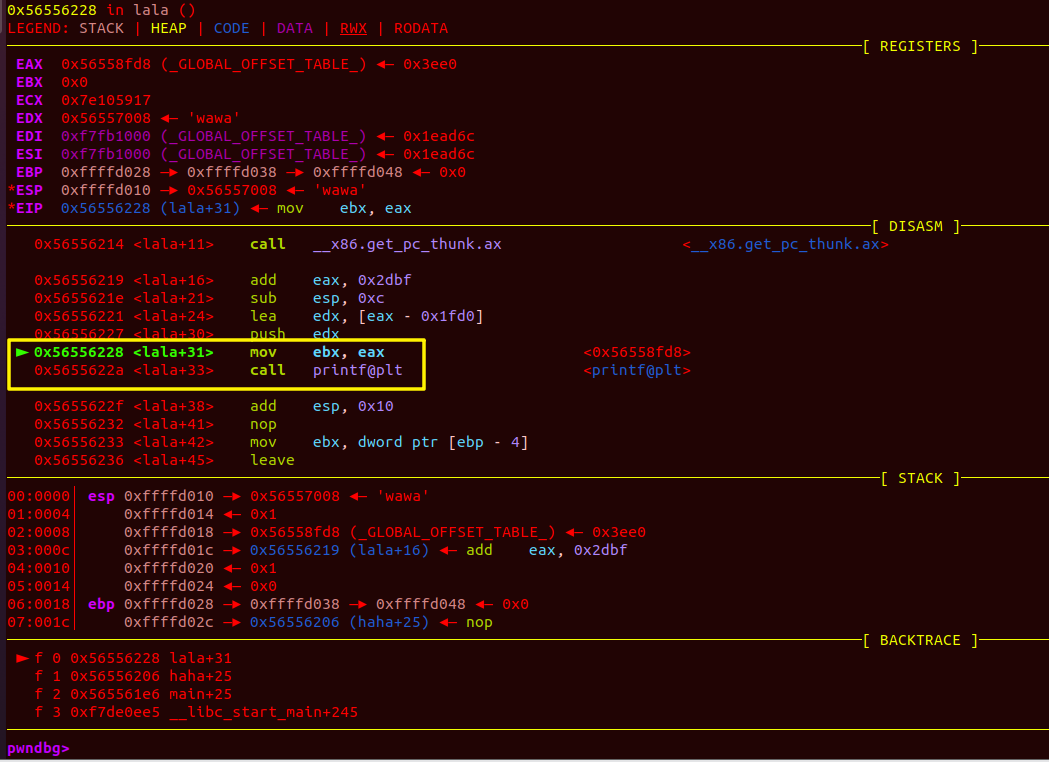 0x56556228 in lala ()
LEGEND: STACK | HEAP | CODE | DATA | RWX | RODATA
[ REGISTERS ]
EAX  0x56558fd8 (_GLOBAL_OFFSET_TABLE_) ◂— 0x3ee0
EBX  0x0
ECX  0x7e105917
EDX  0x56557008 ◂— 'wawa'
EDI  0xf7fb1000 (_GLOBAL_OFFSET_TABLE_) ◂— 0x1ead6c
ESI  0xf7fb1000 (_GLOBAL_OFFSET_TABLE_) ◂— 0x1ead6c
EBP  0xffffd028 —▸ 0xffffd038 —▸ 0xffffd048 ◂— 0x0
*ESP  0xffffd010 —▸ 0x56557008 ◂— 'wawa'
*EIP  0x56556228 (lala+31) ◂— mov    ebx, eax
[ DISASM ]
0x56556214 <lala+11>    call   __x86.get_pc_thunk.ax                    <__x86.get_pc_thunk.ax>
0x56556219 <lala+16>    add    eax, 0x2dbf
0x5655621e <lala+21>    sub    esp, 0xc
0x56556221 <lala+24>    lea    edx, [eax - 0x1fd0]
0x56556227 <lala+30>    push   edx
► 0x56556228 <lala+31>    mov    ebx, eax                      <0x56558fd8>
0x5655622a <lala+33>    call   printf@plt                    <printf@plt>
0x5655622f <lala+38>    add    esp, 0x10
0x56556232 <lala+41>    nop
0x56556233 <lala+42>    mov    ebx, dword ptr [ebp - 4]
0x56556236 <lala+45>    leave
[ STACK ]
00:0000│ esp 0xffffd010 —▸ 0x56557008 ◂— 'wawa'
01:0004│     0xffffd014 ◂— 0x1
02:0008│     0xffffd018 —▸ 0x56558fd8 (_GLOBAL_OFFSET_TABLE_) ◂— 0x3ee0
03:000c│     0xffffd01c —▸ 0x56556219 (lala+16) ◂— add    eax, 0x2dbf
04:0010│     0xffffd020 ◂— 0x1
05:0014│     0xffffd024 ◂— 0x0
06:0018│ ebp 0xffffd028 —▸ 0xffffd038 —▸ 0xffffd048 ◂— 0x0
07:001c│     0xffffd02c —▸ 0x56556206 (haha+25) ◂— nop
[ BACKTRACE ]
► f 0 0x56556228 lala+31
f 1 0x56556206 haha+25
f 2 0x565561e6 main+25
f 3 0xf7de0ee5 __libc_start_main+245
pwndbg>